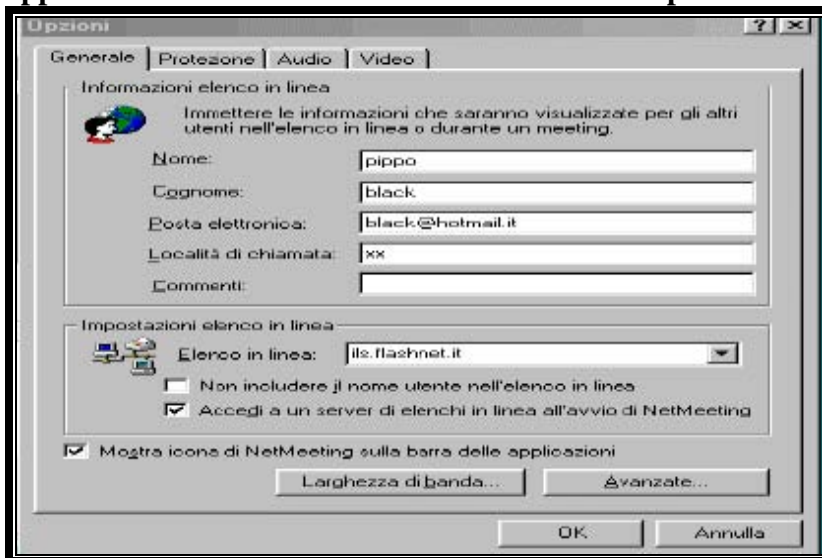 Opzioni
Generale Protezione Audio Video
Informazioni elenco in linea
Immettere le informazioni che saranno visualizzate per gli altri
utenti nell'elenco in linea o durante un meeting.
Nome: pippo
Cognome: black
Posta elettronica: black@hotmail.it
Località di chiamata: xx
Commenti:
Impostazioni elenco in linea
Elenco in linea: ils.flashnet.it
Non includere il nome utente nell'elenco in linea
Accedi a un server di elenchi in linea all'avvio di NetMeeting
Mostra icona di NetMeeting sulla barra delle applicazioni
Larghezza di banda... Avanzate...
OK Annulla